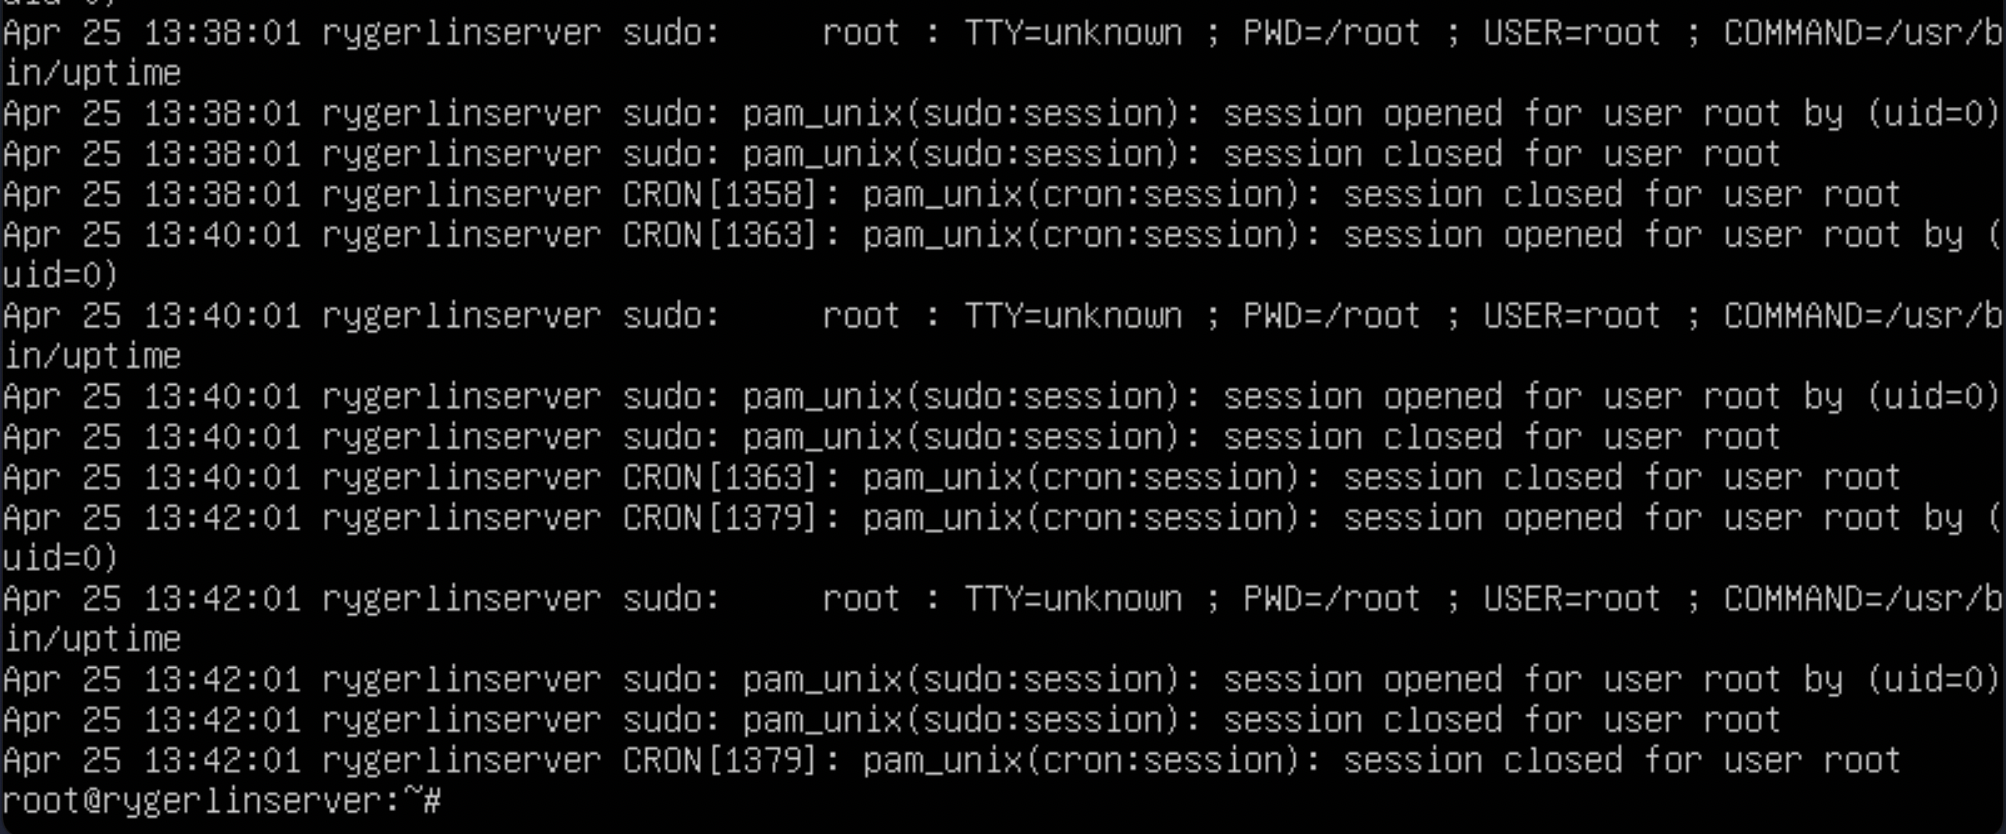 uid=0)
Apr 25 13:38:01 rygerlinserver sudo:     root : TTY=unknown ; PWD=/root ; USER=root ; COMMAND=/usr/b
in/uptime
Apr 25 13:38:01 rygerlinserver sudo: pam_unix(sudo:session): session opened for user root by (uid=0)
Apr 25 13:38:01 rygerlinserver sudo: pam_unix(sudo:session): session closed for user root
Apr 25 13:38:01 rygerlinserver CRON[1358]: pam_unix(cron:session): session closed for user root
Apr 25 13:40:01 rygerlinserver CRON[1363]: pam_unix(cron:session): session opened for user root by (
uid=0)
Apr 25 13:40:01 rygerlinserver sudo:     root : TTY=unknown ; PWD=/root ; USER=root ; COMMAND=/usr/b
in/uptime
Apr 25 13:40:01 rygerlinserver sudo: pam_unix(sudo:session): session opened for user root by (uid=0)
Apr 25 13:40:01 rygerlinserver sudo: pam_unix(sudo:session): session closed for user root
Apr 25 13:40:01 rygerlinserver CRON[1363]: pam_unix(cron:session): session closed for user root
Apr 25 13:42:01 rygerlinserver CRON[1379]: pam_unix(cron:session): session opened for user root by (
uid=0)
Apr 25 13:42:01 rygerlinserver sudo:     root : TTY=unknown ; PWD=/root ; USER=root ; COMMAND=/usr/b
in/uptime
Apr 25 13:42:01 rygerlinserver sudo: pam_unix(sudo:session): session opened for user root by (uid=0)
Apr 25 13:42:01 rygerlinserver sudo: pam_unix(sudo:session): session closed for user root
Apr 25 13:42:01 rygerlinserver CRON[1379]: pam_unix(cron:session): session closed for user root
root@rygerlinserver:~#